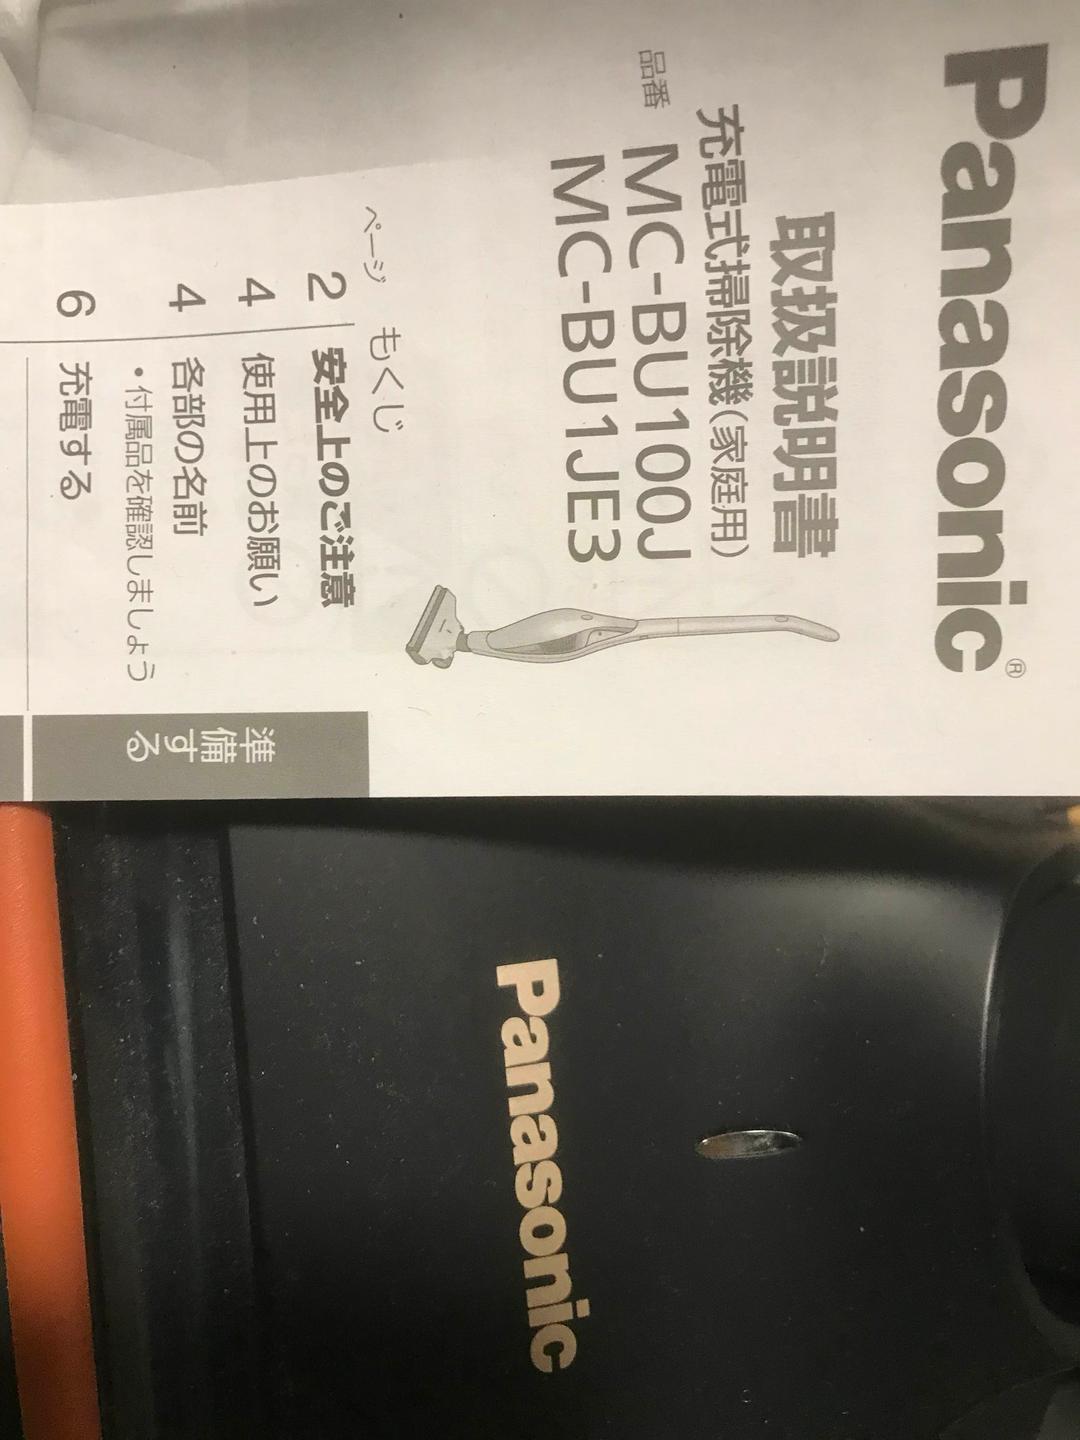 Panasonic®
取扱説明書
充電式掃除機(家庭用)
品番 MC-BU100J
MC-BU1JE3
ページ もくじ
2 安全上のご注意
4 使用上のお願い
4 各部の名前
•付属品を確認しましょう
6 充電する
準備する
Panasonic